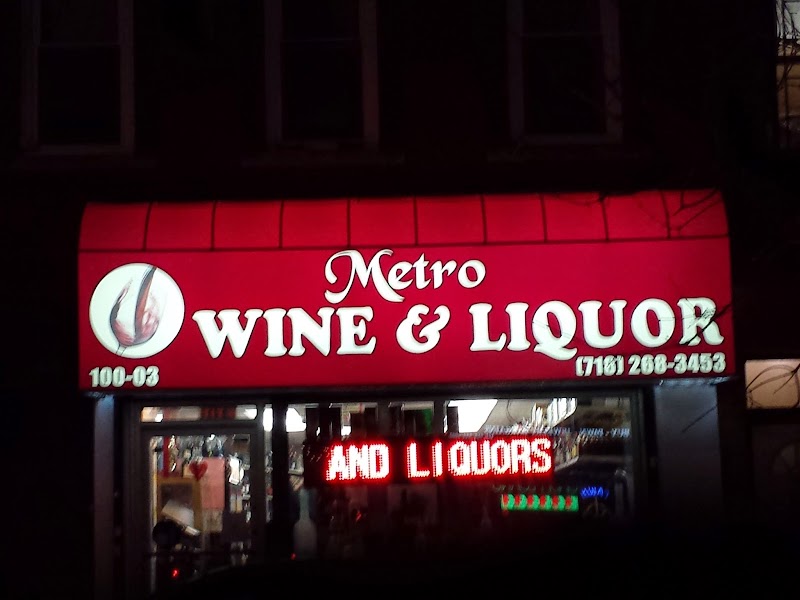 Metro
WINE & LIQUOR
100-03
(718) 268-3453
AND LIQUORS